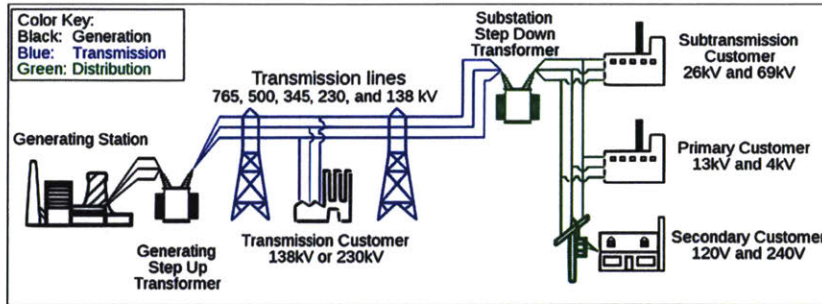 Color Key:
Black: Generation
Blue: Transmission
Green: Distribution
Substation
Step Down
Transformer
Subtransmission
Customer
26kV and 69kV
Transmission lines
765, 500, 345, 230, and 138 kV
Generating Station
Primary Customer
13kV and 4kV
Generating
Step Up
Transformer
Transmission Customer
138kV or 230kV
Secondary Customer
120V and 240V